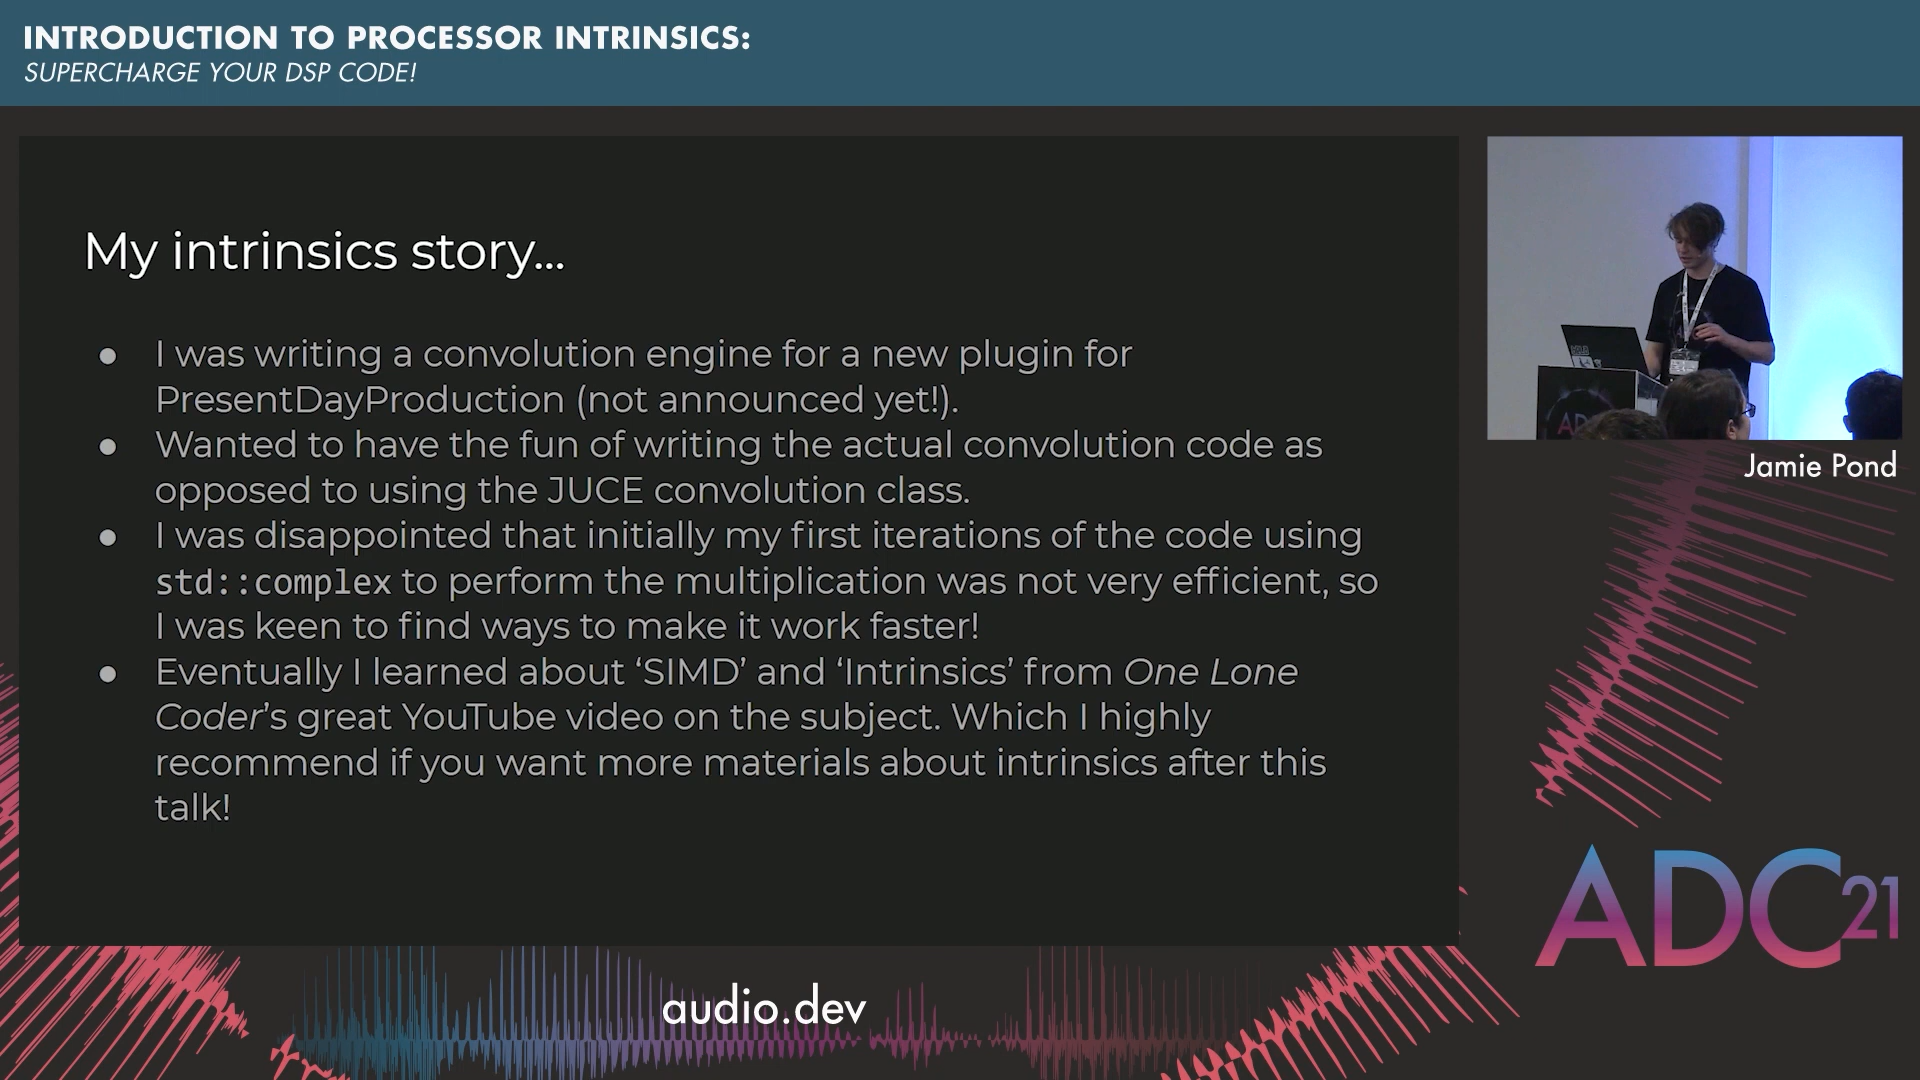 INTRODUCTION TO PROCESSOR INTRINSICS:
SUPERCHARGE YOUR DSP CODE!
My intrinsics story...
● I was writing a convolution engine for a new plugin for
PresentDayProduction (not announced yet!).
● Wanted to have the fun of writing the actual convolution code as
opposed to using the JUCE convolution class.
● I was disappointed that initially my first iterations of the code using
std::complex to perform the multiplication was not very efficient, so
I was keen to find ways to make it work faster!
● Eventually I learned about ‘SIMD’ and ‘Intrinsics’ from One Lone
Coder’s great YouTube video on the subject. Which I highly
recommend if you want more materials about intrinsics after this
talk!
AD
Jamie Pond
ADC21
audio.dev